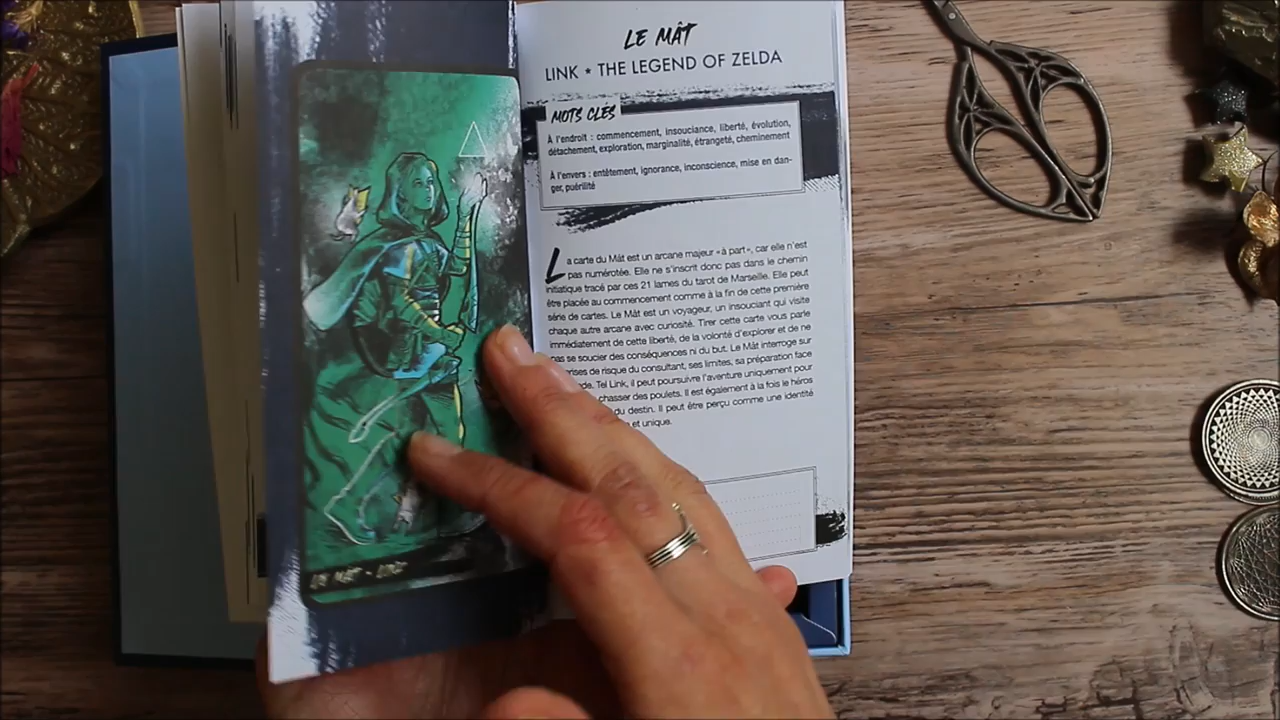 LE MÂT
LINK * THE LEGEND OF ZELDA
MOTS CLÉS
À l'endroit : commencement, insouciance, liberté, évolution,
détachement, exploration, marginalité, étrangeté, cheminement
À l'envers : entêtement, ignorance, inconscience, mise en dan-
ger, puérilité
La carte du Mât est un arcane majeur «à part», car elle n'est
pas numérotée. Elle ne s'inscrit donc pas dans le chemin
initiatique tracé par ces 21 lames du tarot de Marseille. Elle peut
être placée au commencement comme à la fin de cette première
série de cartes. Le Mât est un voyageur, un insouciant qui visite
chaque autre arcane avec curiosité. Tirer cette carte vous parle
immédiatement de cette liberté, de la volonté d'explorer et de ne
pas se soucier des conséquences ni du but. Le Mât interroge sur
prises de risque du consultant, ses limites, sa préparation face
Tel Link, il peut poursuivre l'aventure uniquement pour
chasser des poulets. Il est également à la fois le héros
du destin. Il peut être perçu comme une identité
et unique.
LE MÂT - LINK